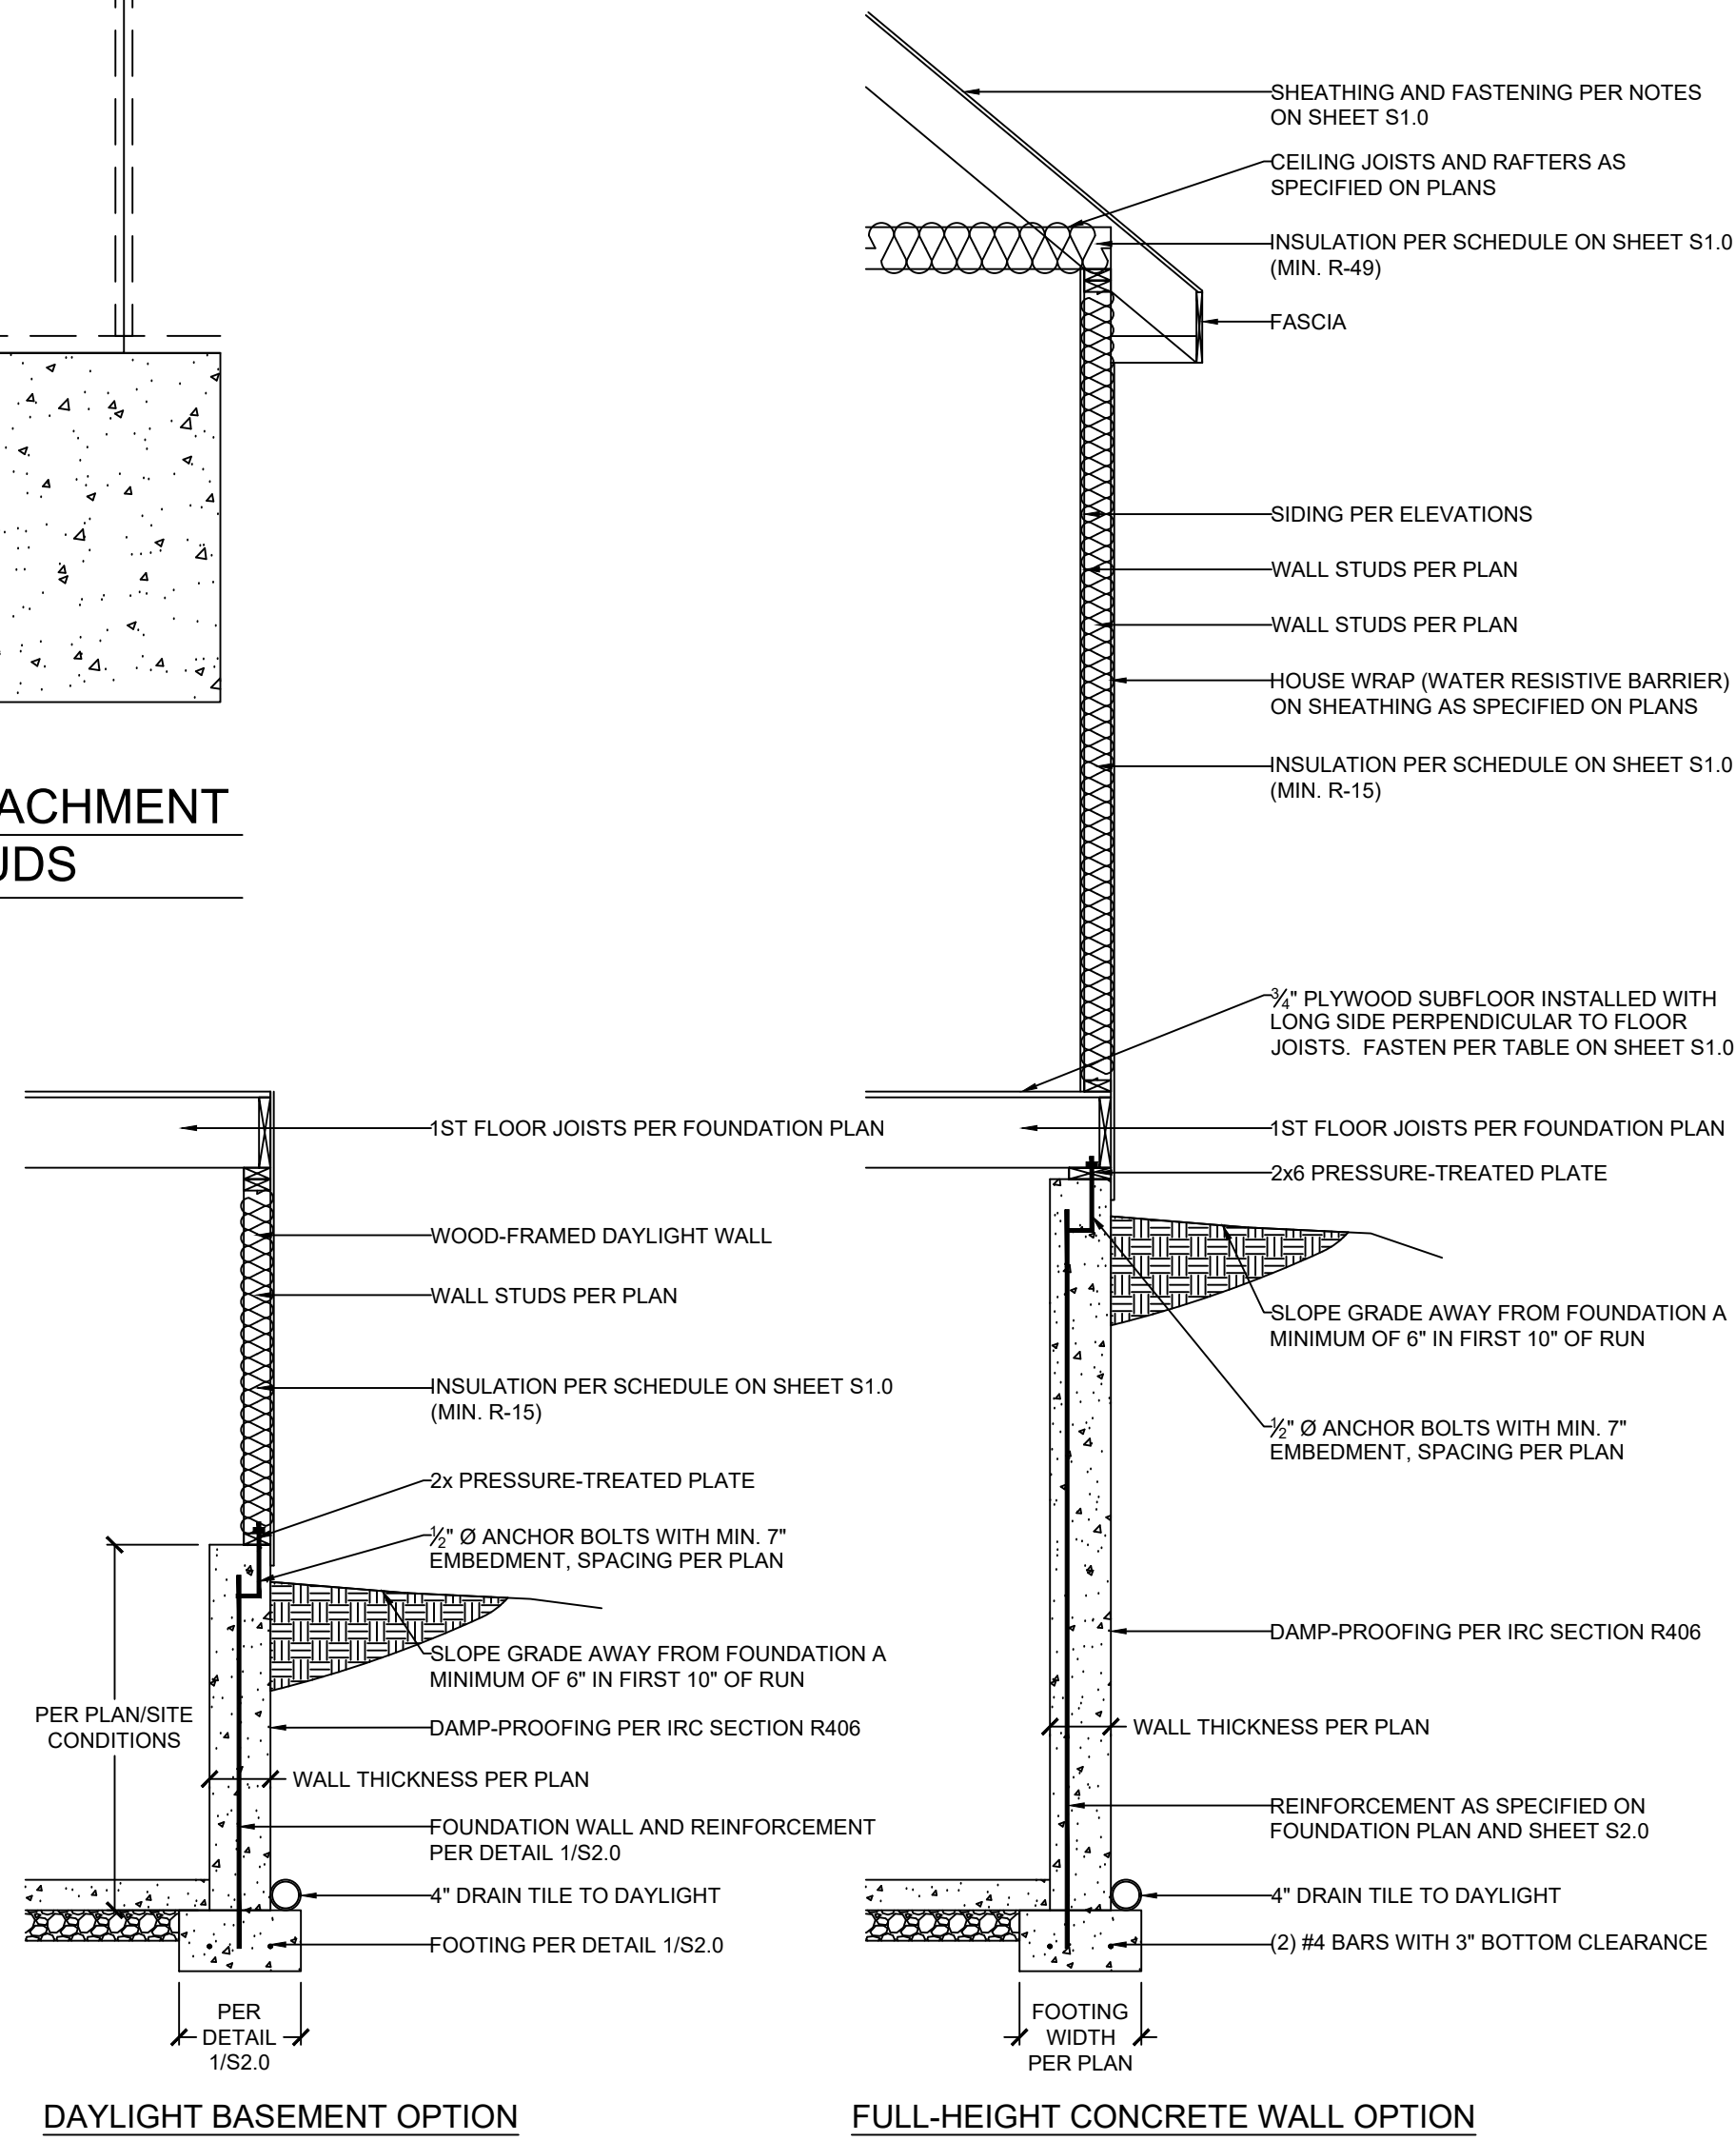 ACHMENT
UDS
SHEATHING AND FASTENING PER NOTES
ON SHEET S1.0
CEILING JOISTS AND RAFTERS AS
SPECIFIED ON PLANS
INSULATION PER SCHEDULE ON SHEET S1.0
(MIN. R-49)
FASCIA
SIDING PER ELEVATIONS
WALL STUDS PER PLAN
WALL STUDS PER PLAN
HOUSE WRAP (WATER RESISTIVE BARRIER)
ON SHEATHING AS SPECIFIED ON PLANS
INSULATION PER SCHEDULE ON SHEET S1.0
(MIN. R-15)
¾" PLYWOOD SUBFLOOR INSTALLED WITH
LONG SIDE PERPENDICULAR TO FLOOR
JOISTS. FASTEN PER TABLE ON SHEET S1.0
1ST FLOOR JOISTS PER FOUNDATION PLAN
2x6 PRESSURE-TREATED PLATE
SLOPE GRADE AWAY FROM FOUNDATION A
MINIMUM OF 6" IN FIRST 10" OF RUN
½" Ø ANCHOR BOLTS WITH MIN. 7"
EMBEDMENT, SPACING PER PLAN
DAMP-PROOFING PER IRC SECTION R406
WALL THICKNESS PER PLAN
REINFORCEMENT AS SPECIFIED ON
FOUNDATION PLAN AND SHEET S2.0
4" DRAIN TILE TO DAYLIGHT
(2) #4 BARS WITH 3" BOTTOM CLEARANCE
FOOTING
WIDTH
PER PLAN
FULL-HEIGHT CONCRETE WALL OPTION
1ST FLOOR JOISTS PER FOUNDATION PLAN
WOOD-FRAMED DAYLIGHT WALL
WALL STUDS PER PLAN
INSULATION PER SCHEDULE ON SHEET S1.0
(MIN. R-15)
2x PRESSURE-TREATED PLATE
½" Ø ANCHOR BOLTS WITH MIN. 7"
EMBEDMENT, SPACING PER PLAN
SLOPE GRADE AWAY FROM FOUNDATION A
MINIMUM OF 6" IN FIRST 10" OF RUN
PER PLAN/SITE
CONDITIONS
DAMP-PROOFING PER IRC SECTION R406
WALL THICKNESS PER PLAN
FOUNDATION WALL AND REINFORCEMENT
PER DETAIL 1/S2.0
4" DRAIN TILE TO DAYLIGHT
FOOTING PER DETAIL 1/S2.0
PER
DETAIL
1/S2.0
DAYLIGHT BASEMENT OPTION